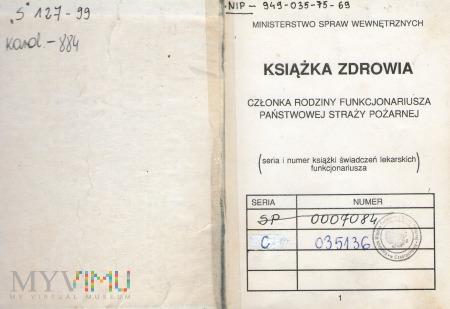 "S" 127-99
kard.-884
MYVIMU
MY VIRTUAL MUSEUM
NIP - 949-035-75-69
MINISTERSTWO SPRAW WEWNĘTRZNYCH
KSIĄŻKA ZDROWIA
CZŁONKA RODZINY FUNKCJONARIUSZA
PAŃSTWOWEJ STRAŻY POŻARNEJ
(seria i numer książki świadczeń lekarskich
funkcjonariusza)
SERIA NUMER
SP 0007084
C 035136
1